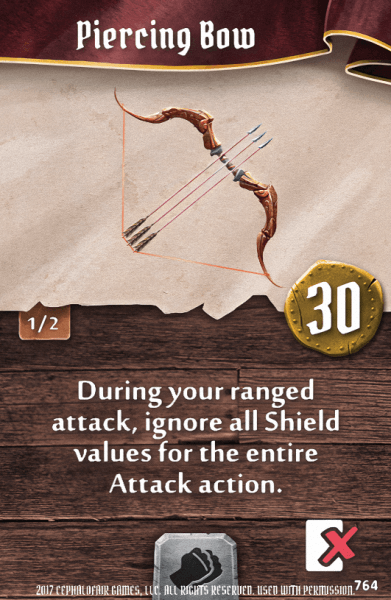 Piercing Bow
30
1/2
During your ranged
attack, ignore all Shield
values for the entire
Attack action.
764
2017 CEPHALOFAIR GAMES, LLC. ALL RIGHTS RESERVED. USED WITH PERMISSION.